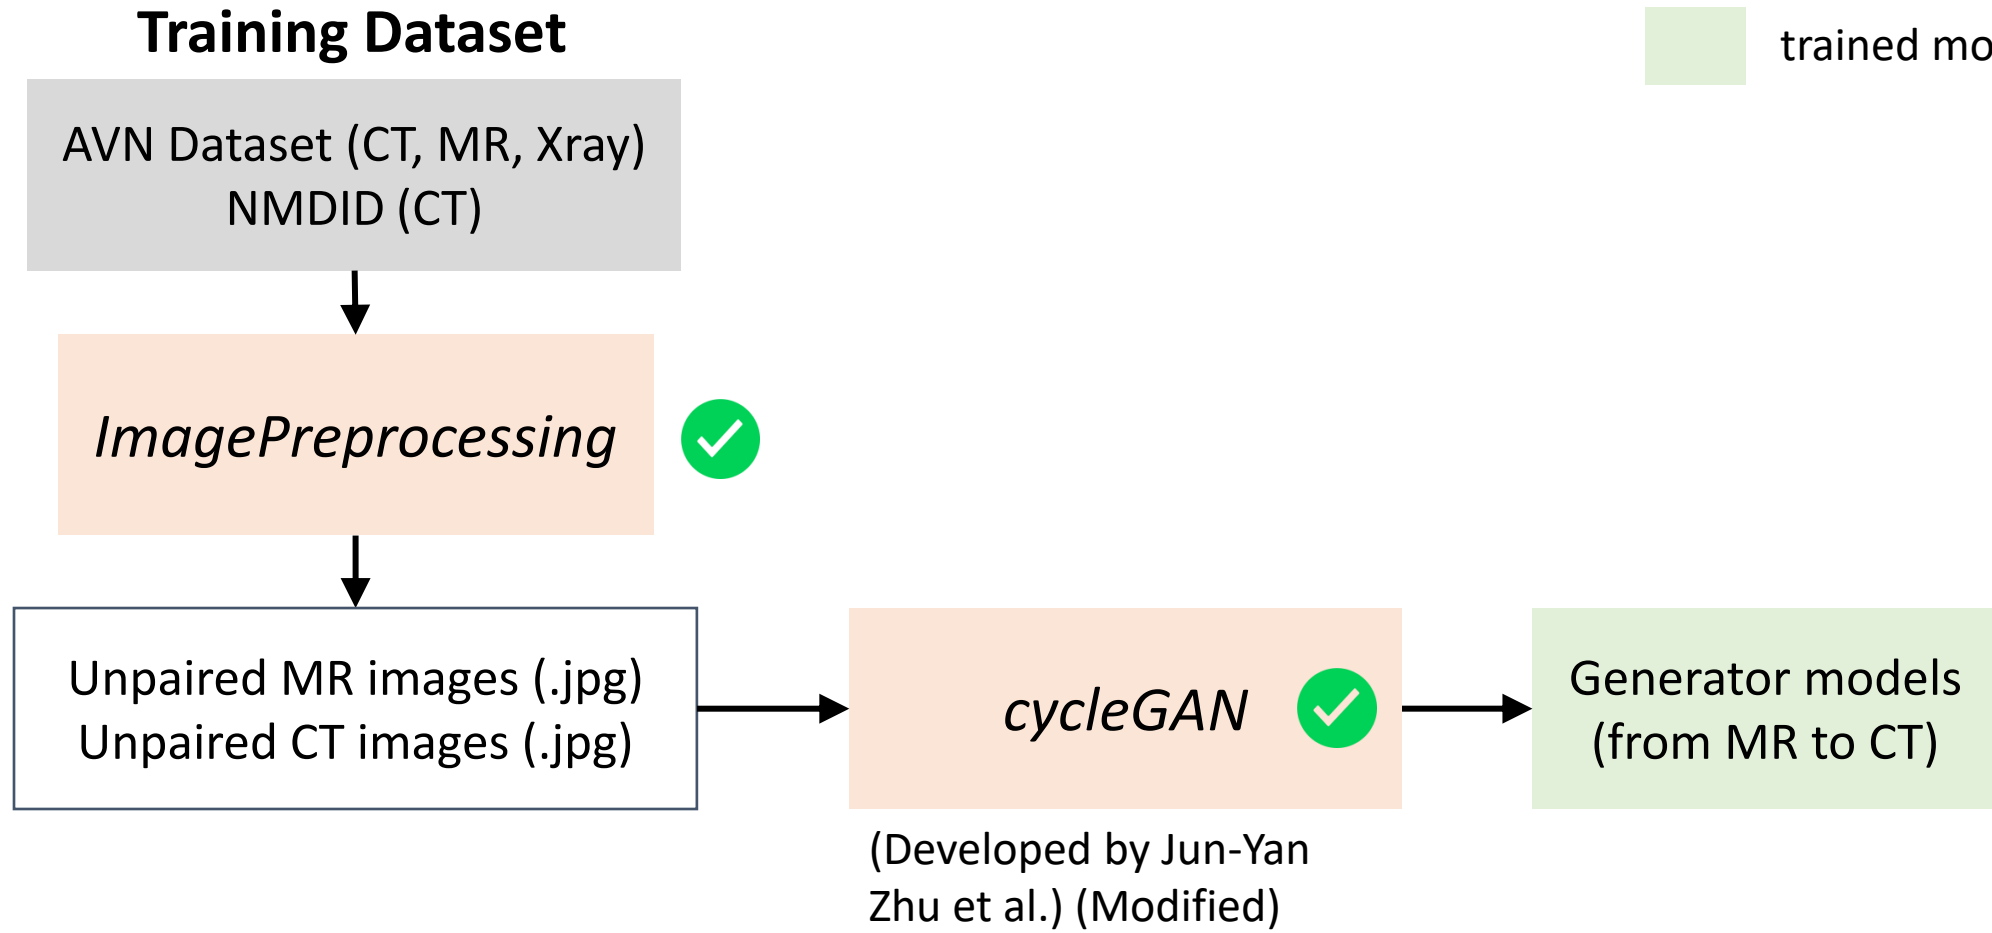 Training Dataset
trained mo
AVN Dataset (CT, MR, Xray)
NMDID (CT)
ImagePreprocessing
Unpaired MR images (.jpg)
Unpaired CT images (.jpg)
cycleGAN
Generator models
(from MR to CT)
(Developed by Jun-Yan
Zhu et al.) (Modified)